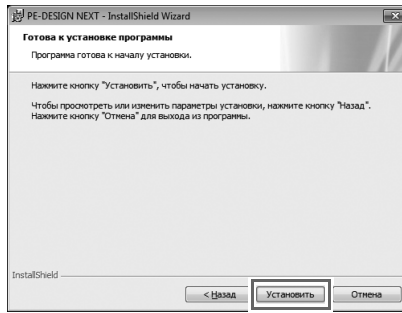 PE-DESIGN NEXT - InstallShield Wizard
Готова к установке программы
Программа готова к началу установки.
Нажмите кнопку "Установить", чтобы начать установку.
Чтобы просмотреть или изменить параметры установки, нажмите кнопку "Назад".
Нажмите кнопку "Отмена" для выхода из программы.
InstallShield
< Назад Установить Отмена